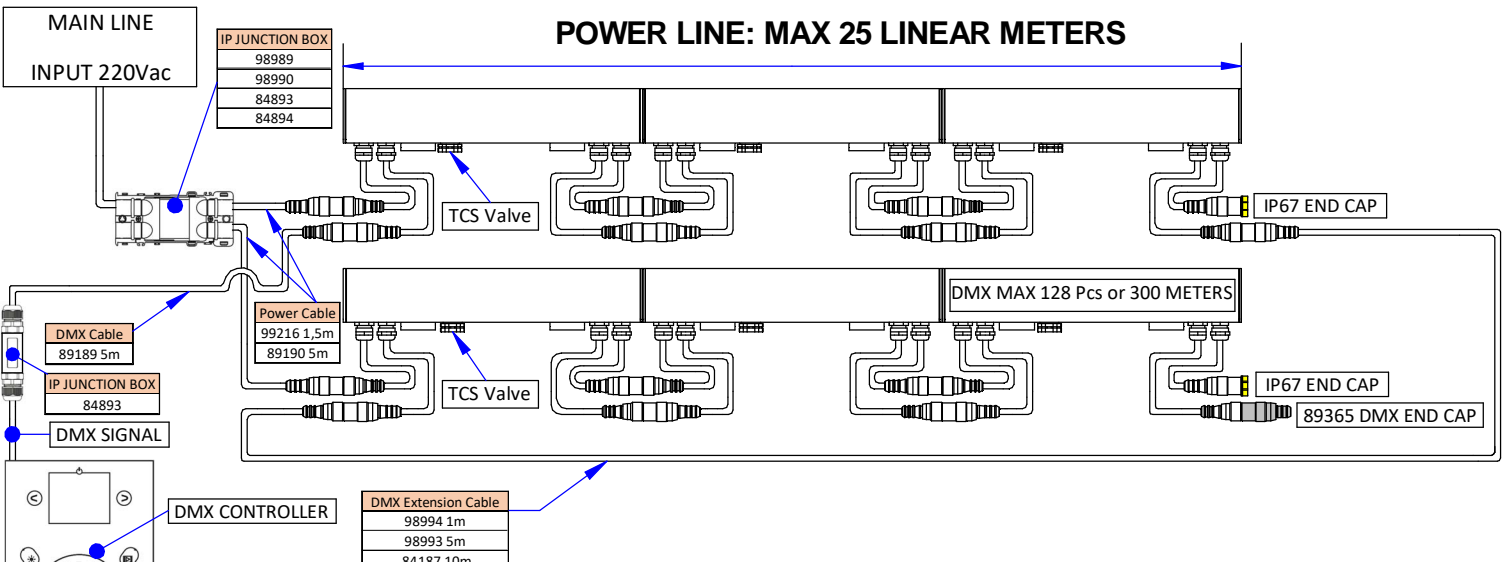 MAIN LINE
INPUT 220Vac
IP JUNCTION BOX
98989
98990
84893
84894
POWER LINE: MAX 25 LINEAR METERS
TCS Valve
IP67 END CAP
DMX MAX 128 Pcs or 300 METERS
DMX Cable
89189 5m
Power Cable
99216 1,5m
89190 5m
IP JUNCTION BOX
84893
TCS Valve
IP67 END CAP
89365 DMX END CAP
DMX SIGNAL
DMX CONTROLLER
DMX Extension Cable
98994 1m
98993 5m
84187 10m